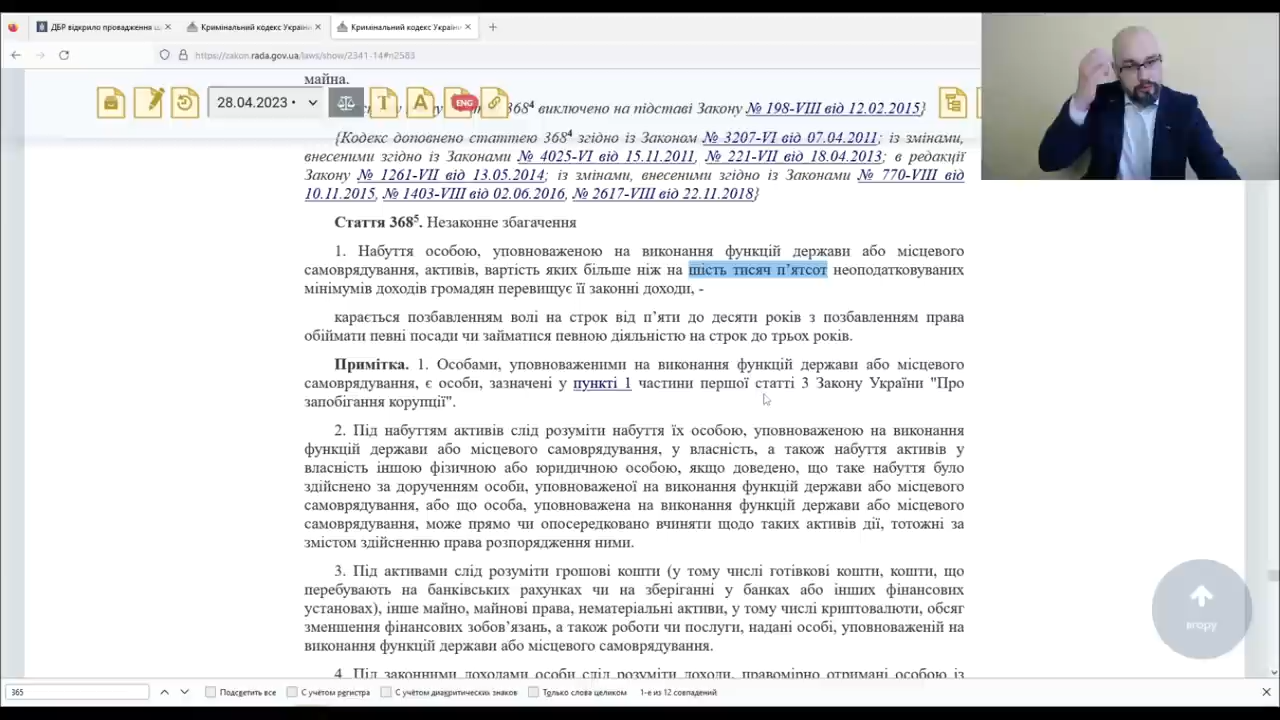 ДБР відкрило провадження щ
Кримінальний кодекс України
Кримінальний кодекс України
https://zakon.rada.gov.ua/laws/show/2341-14#n2583
майна.
28.04.2023
ENG
368⁴ виключено на підставі Закону № 198-VIII від 12.02.2015}
{Кодекс доповнено статтею 368⁴ згідно із Законом № 3207-VI від 07.04.2011; із змінами,
внесеними згідно із Законами № 4025-VI від 15.11.2011, № 221-VII від 18.04.2013; в редакції
Закону № 1261-VII від 13.05.2014; із змінами, внесеними згідно із Законами № 770-VIII від
10.11.2015, № 1403-VIII від 02.06.2016, № 2617-VIII від 22.11.2018}
Стаття 368⁵. Незаконне збагачення
1. Набуття особою, уповноваженою на виконання функцій держави або місцевого
самоврядування, активів, вартість яких більше ніж на шість тисяч п’ятсот неоподатковуваних
мінімумів доходів громадян перевищує її законні доходи, -
карається позбавленням волі на строк від п’яти до десяти років з позбавленням права
обіймати певні посади чи займатися певною діяльністю на строк до трьох років.
Примітка. 1. Особами, уповноваженими на виконання функцій держави або місцевого
самоврядування, є особи, зазначені у пункті 1 частини першої статті 3 Закону України "Про
запобігання корупції".
2. Під набуттям активів слід розуміти набуття їх особою, уповноваженою на виконання
функцій держави або місцевого самоврядування, у власність, а також набуття активів у
власність іншою фізичною або юридичною особою, якщо доведено, що таке набуття було
здійснено за дорученням особи, уповноваженої на виконання функцій держави або місцевого
самоврядування, або що особа, уповноважена на виконання функцій держави або місцевого
самоврядування, може прямо чи опосередковано вчиняти щодо таких активів дії, тотожні за
змістом здійсненню права розпорядження ними.
3. Під активами слід розуміти грошові кошти (у тому числі готівкові кошти, кошти, що
перебувають на банківських рахунках чи на зберіганні у банках або інших фінансових
установах), інше майно, майнові права, нематеріальні активи, у тому числі криптовалюти, обсяг
зменшення фінансових зобов’язань, а також роботи чи послуги, надані особі, уповноваженій на
виконання функцій держави або місцевого самоврядування.
вгору
4. Під законними доходами особи слід розуміти доходи, правомірно отримані особою із
365
Подсветить все
С учётом регистра
С учётом диакритических знаков
Только слова целиком
1-е из 12 совпадений